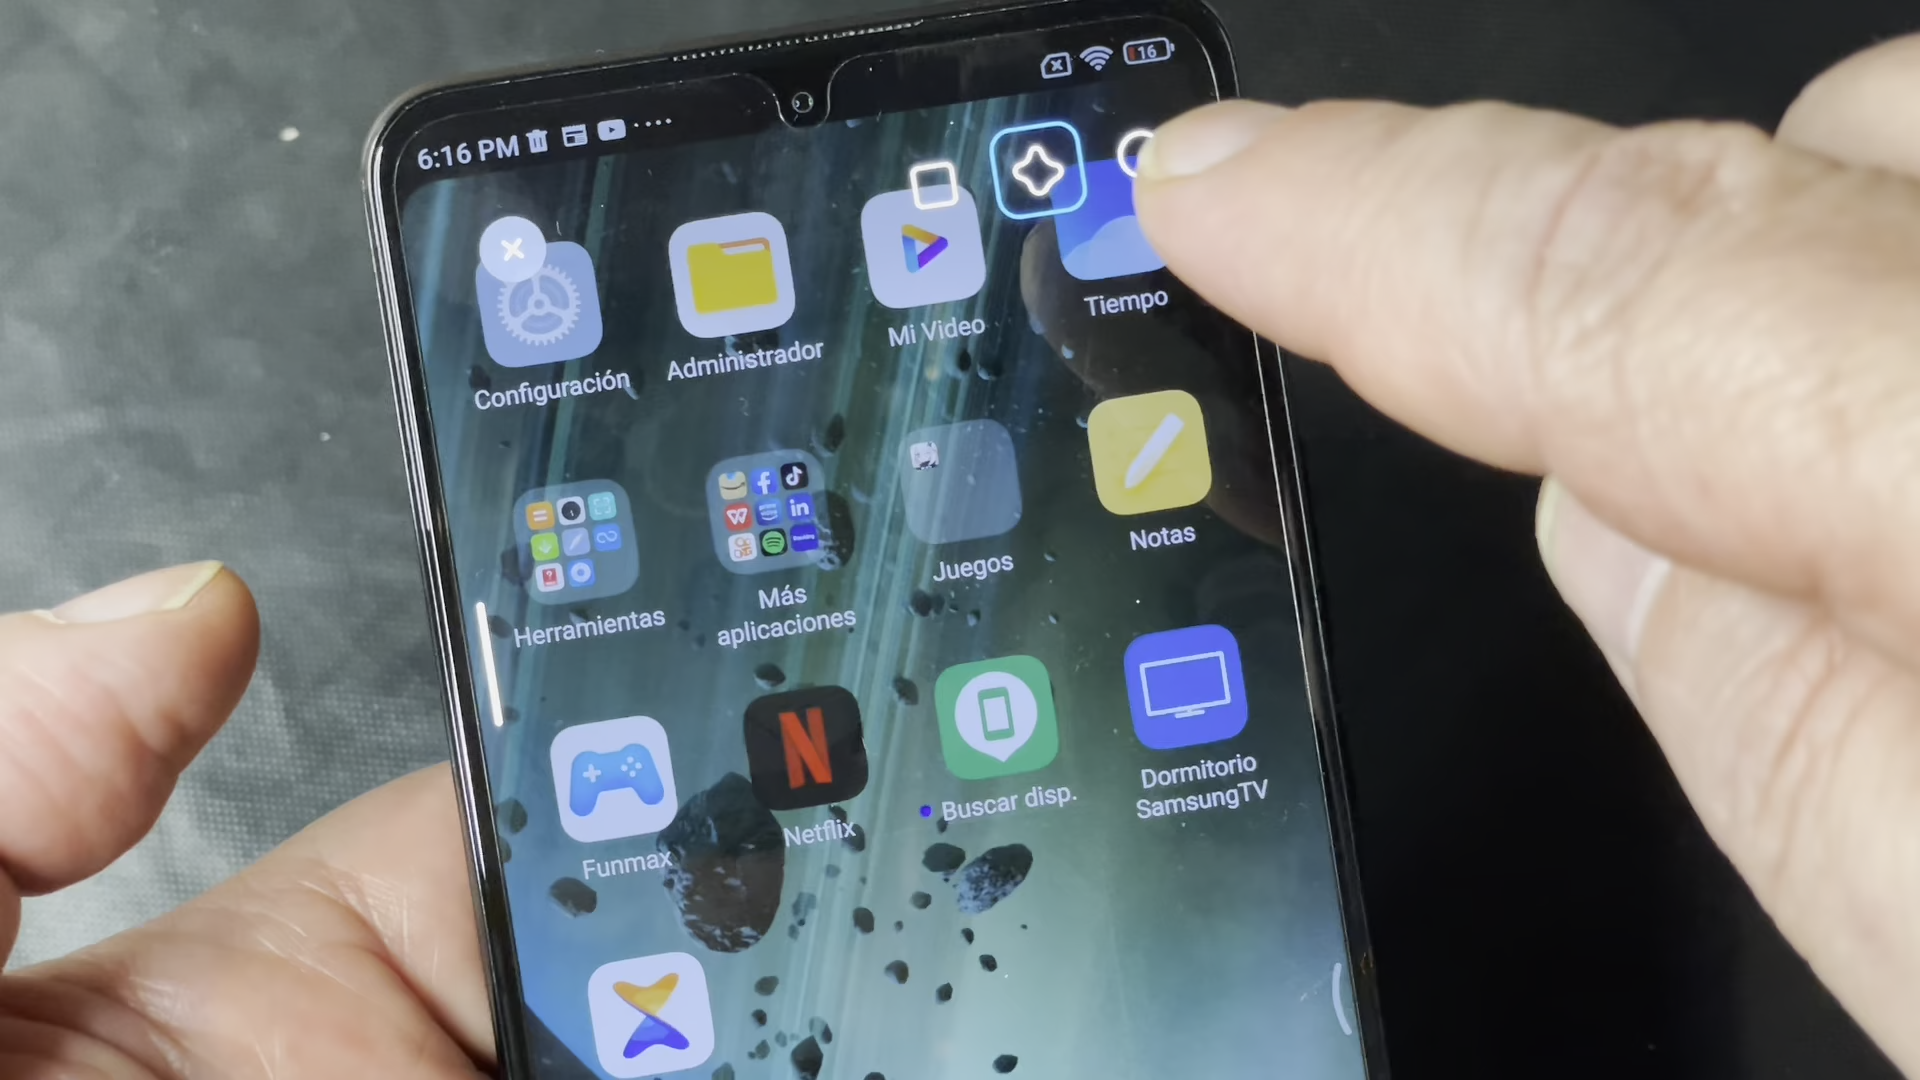 6:16 PM
16
Configuración
Administrador
Mi Video
Tiempo
Herramientas
Más
aplicaciones
Juegos
Notas
Funmax
N
Netflix
Buscar disp.
Dormitorio
SamsungTV